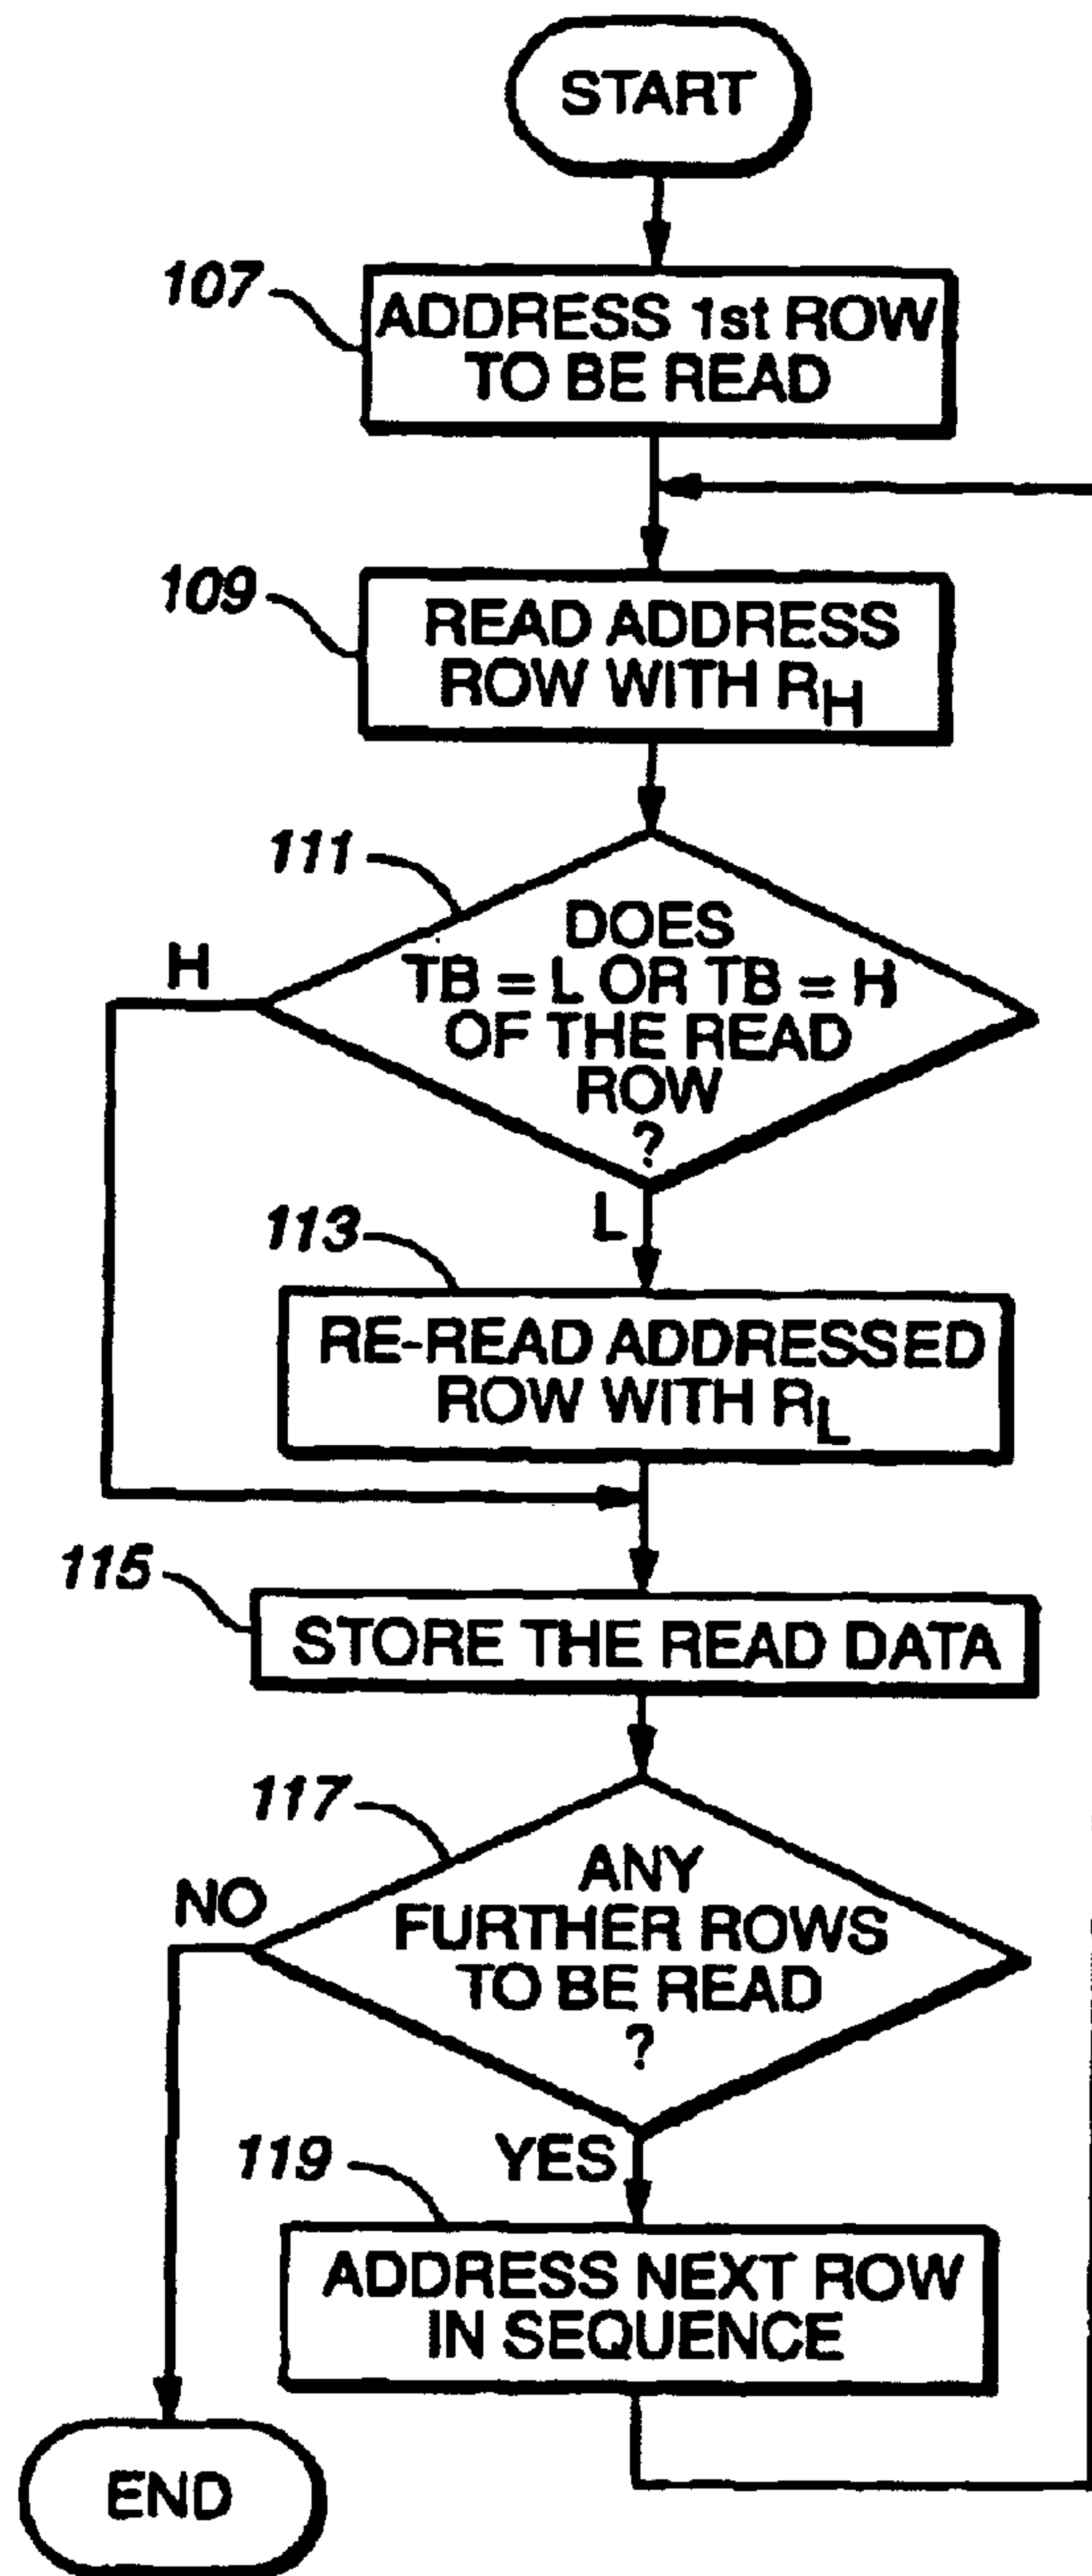 START
107
ADDRESS 1st ROW
TO BE READ
109
READ ADDRESS
ROW WITH RH
111
DOES
TB = L OR TB = H
OF THE READ
ROW
?
H
L
113
RE-READ ADDRESSED
ROW WITH RL
115
STORE THE READ DATA
117
ANY
FURTHER ROWS
TO BE READ
?
NO
YES
119
ADDRESS NEXT ROW
IN SEQUENCE
END